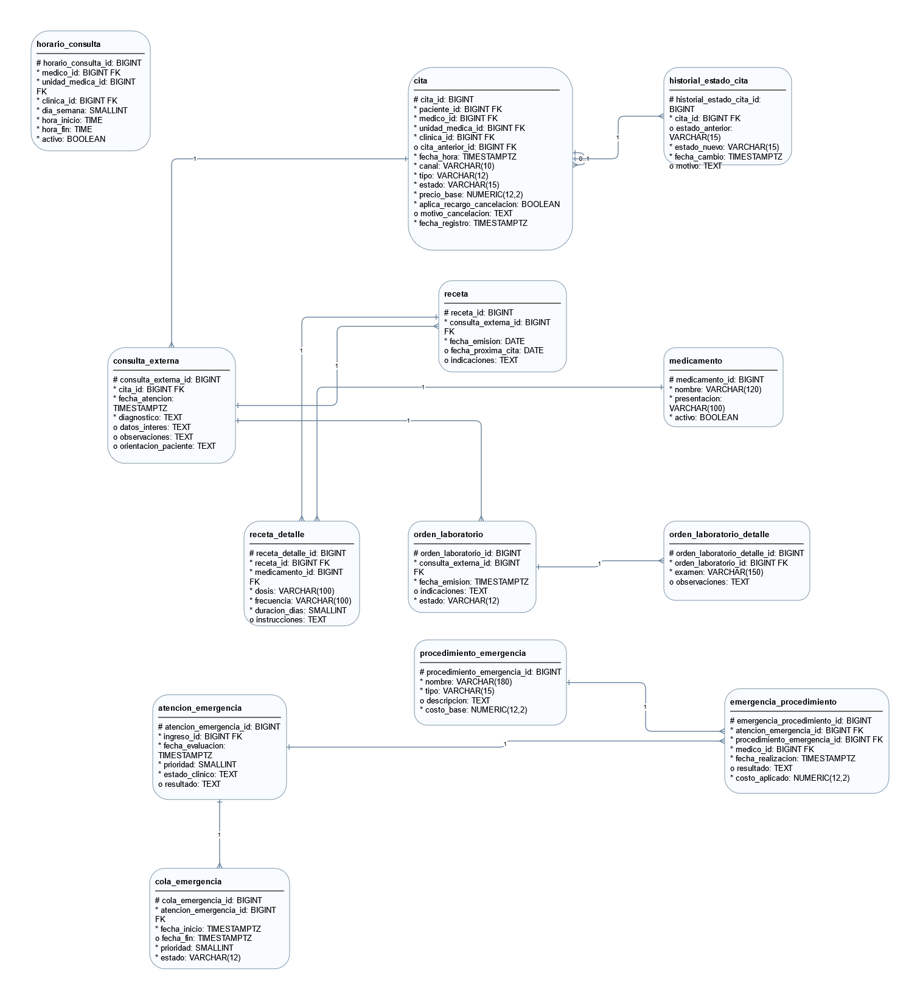 horario_consulta
# horario_consulta_id: BIGINT
* medico_id: BIGINT FK
* unidad_medica_id: BIGINT
FK
* clinica_id: BIGINT FK
* dia_semana: SMALLINT
* hora_inicio: TIME
* hora_fin: TIME
* activo: BOOLEAN
cita
# cita_id: BIGINT
* paciente_id: BIGINT FK
* medico_id: BIGINT FK
* unidad_medica_id: BIGINT FK
* clinica_id: BIGINT FK
o cita_anterior_id: BIGINT FK
* fecha_hora: TIMESTAMPTZ
* canal: VARCHAR(10)
* tipo: VARCHAR(12)
* estado: VARCHAR(15)
* precio_base: NUMERIC(12,2)
* aplica_recargo_cancelacion: BOOLEAN
o motivo_cancelacion: TEXT
* fecha_registro: TIMESTAMPTZ
historial_estado_cita
# historial_estado_cita_id:
BIGINT
* cita_id: BIGINT FK
o estado_anterior:
VARCHAR(15)
* estado_nuevo: VARCHAR(15)
* fecha_cambio: TIMESTAMPTZ
o motivo: TEXT
1
1
0..1
receta
# receta_id: BIGINT
* consulta_externa_id: BIGINT
FK
* fecha_emision: DATE
o fecha_proxima_cita: DATE
o indicaciones: TEXT
1
1
1
1
consulta_externa
# consulta_externa_id: BIGINT
* cita_id: BIGINT FK
* fecha_atencion:
TIMESTAMPTZ
* diagnostico: TEXT
o datos_interes: TEXT
o observaciones: TEXT
o orientacion_paciente: TEXT
medicamento
# medicamento_id: BIGINT
* nombre: VARCHAR(120)
* presentacion:
VARCHAR(100)
* activo: BOOLEAN
receta_detalle
# receta_detalle_id: BIGINT
* receta_id: BIGINT FK
* medicamento_id: BIGINT
FK
* dosis: VARCHAR(100)
* frecuencia: VARCHAR(100)
* duracion_dias: SMALLINT
o instrucciones: TEXT
orden_laboratorio
# orden_laboratorio_id: BIGINT
* consulta_externa_id: BIGINT
FK
* fecha_emision: TIMESTAMPTZ
o indicaciones: TEXT
* estado: VARCHAR(12)
1
orden_laboratorio_detalle
# orden_laboratorio_detalle_id: BIGINT
* orden_laboratorio_id: BIGINT FK
* examen: VARCHAR(150)
o observaciones: TEXT
procedimiento_emergencia
# procedimiento_emergencia_id: BIGINT
* nombre: VARCHAR(180)
* tipo: VARCHAR(15)
o descripcion: TEXT
* costo_base: NUMERIC(12,2)
1
atencion_emergencia
# atencion_emergencia_id: BIGINT
* ingreso_id: BIGINT FK
* fecha_evaluacion:
TIMESTAMPTZ
* prioridad: SMALLINT
* estado_clinico: TEXT
o resultado: TEXT
1
emergencia_procedimiento
# emergencia_procedimiento_id: BIGINT
* atencion_emergencia_id: BIGINT FK
* procedimiento_emergencia_id: BIGINT FK
* medico_id: BIGINT FK
* fecha_realizacion: TIMESTAMPTZ
o resultado: TEXT
* costo_aplicado: NUMERIC(12,2)
1
cola_emergencia
# cola_emergencia_id: BIGINT
* atencion_emergencia_id: BIGINT
FK
* fecha_inicio: TIMESTAMPTZ
o fecha_fin: TIMESTAMPTZ
* prioridad: SMALLINT
* estado: VARCHAR(12)